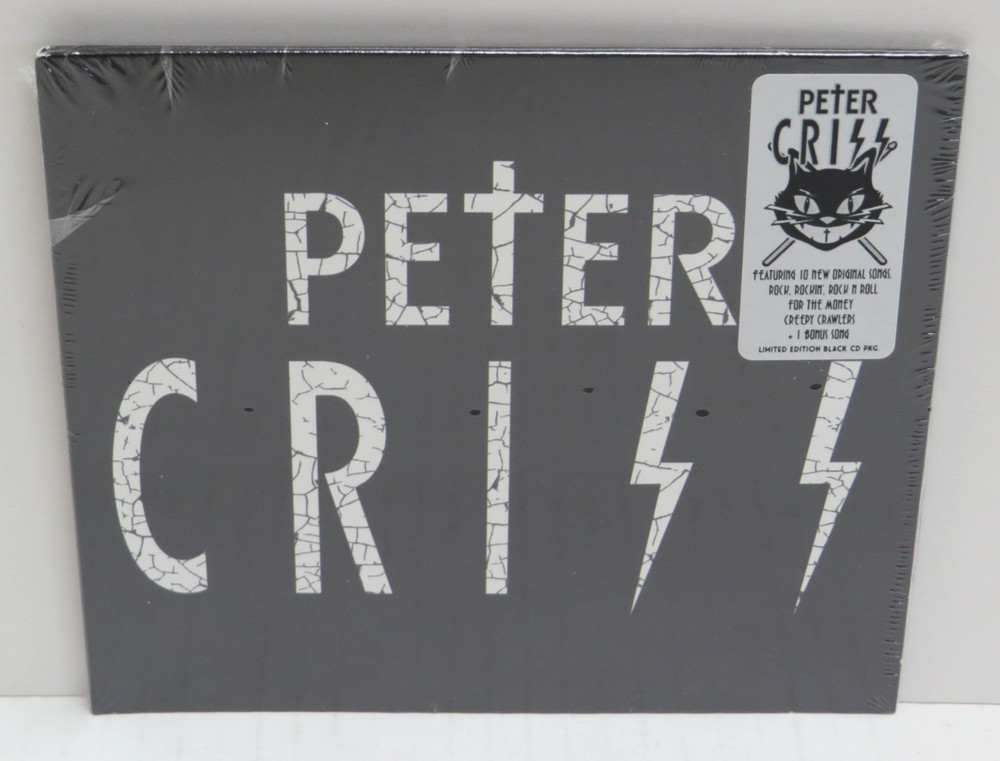 PETER
CRISS
PETER
CRISS
FEATURING 10 NEW ORIGINAL SONGS.
ROCK, ROCKIN', ROCK N ROLL
FOR THE MONEY
CREEPY CRAWLERS
+ 1 BONUS SONG
LIMITED EDITION BLACK CD PKG.